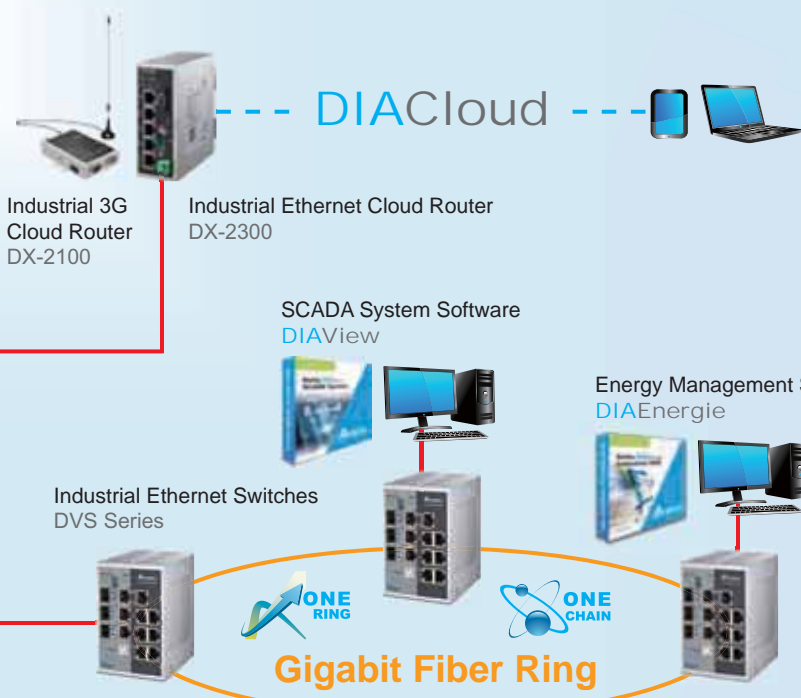 DIACloud
Industrial 3G
Cloud Router
DX-2100
Industrial Ethernet Cloud Router
DX-2300
SCADA System Software
DIAView
Energy Management
DIAEnergie
Industrial Ethernet Switches
DVS Series
ONE
RING
ONE
CHAIN
Gigabit Fiber Ring